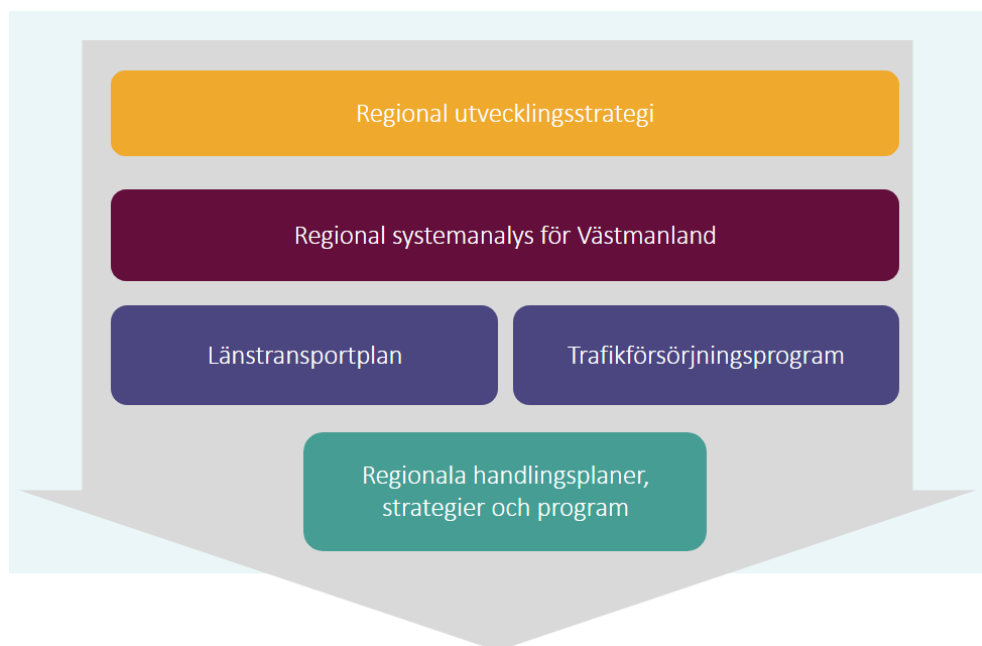 Regional utvecklingsstrategi
Regional systemanalys för Västmanland
Länstransportplan
Trafikförsörjningsprogram
Regionala handlingsplaner,
strategier och program